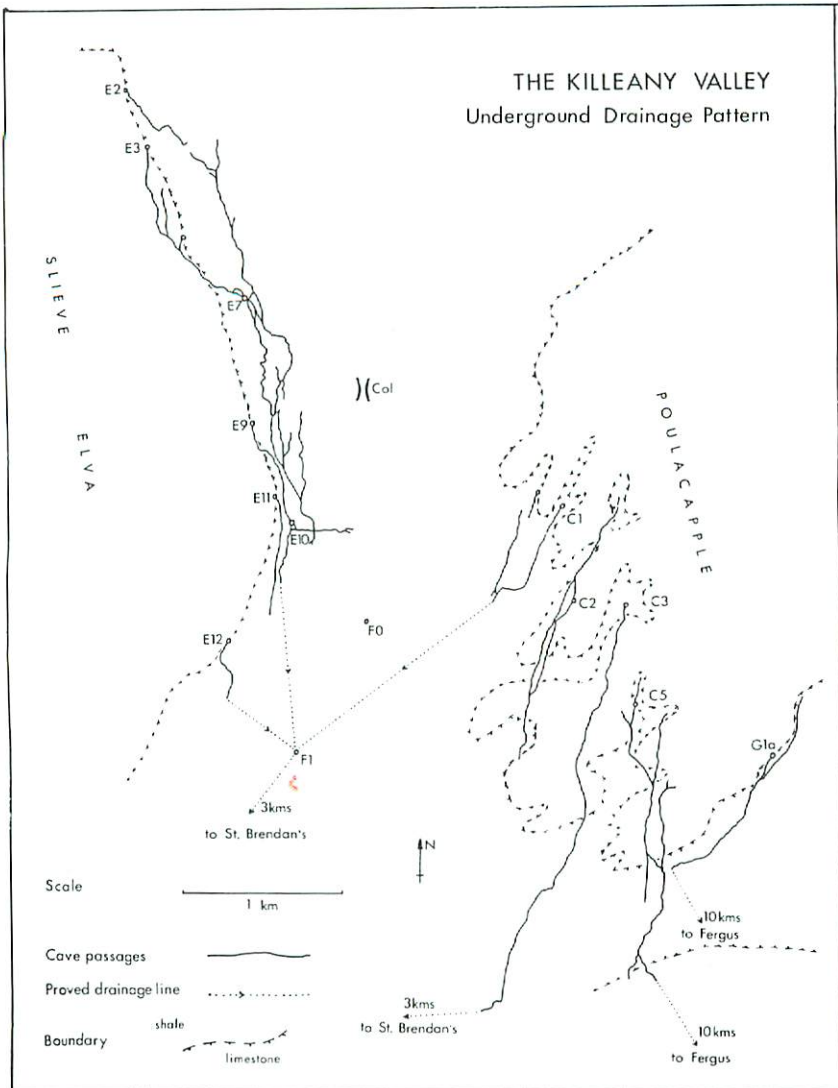 THE KILLEANY VALLEY
Underground Drainage Pattern
E2
E3
SLIEVE
ELVA
E7
)( Col
E9
POULACAPPLE
E11
C1
E10
C2
C3
F0
E12
C5
G1a
F1
3kms
to St. Brendan's
N
Scale
1 km
10kms
to Fergus
Cave passages
Proved drainage line
3kms
to St. Brendan's
shale
Boundary
limestone
10kms
to Fergus